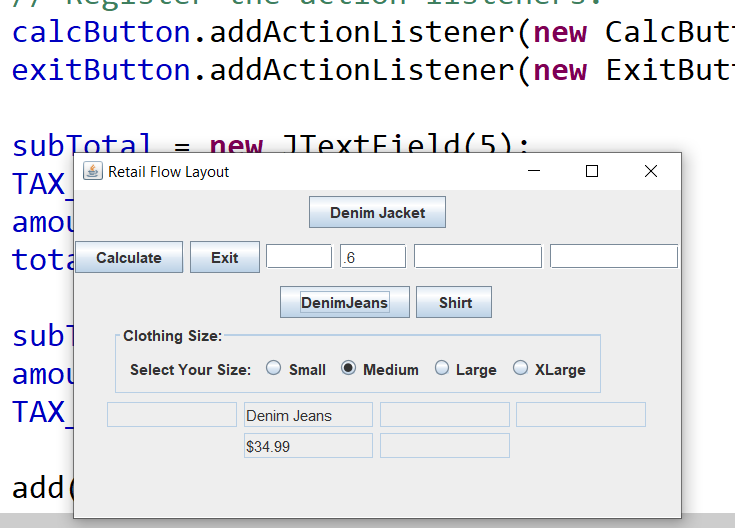 // Register the action listeners.
calcButton.addActionListener(new CalcButt
exitButton.addActionListener(new ExitButt
subTotal = new JTextField(5);
Retail Flow Layout
TAX_
Denim Jacket
amou
Calculate Exit .6
tota
DenimJeans Shirt
subT
Clothing Size:
Select Your Size: Small Medium Large XLarge
amou
TAX_
Denim Jeans
$34.99
add(